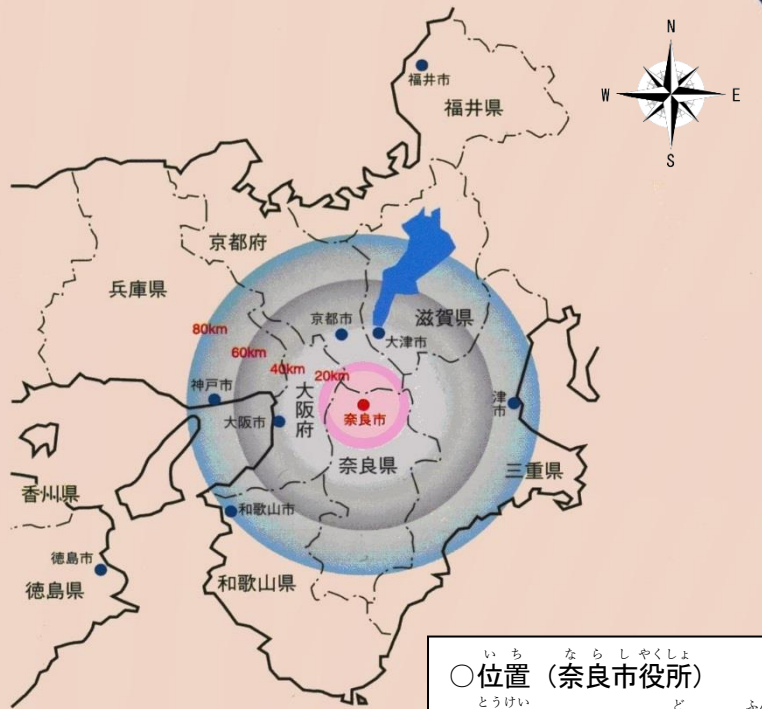 N
W
E
S
福井市
福井県
京都府
兵庫県
京都市
滋賀県
大津市
80km
60km
40km
20km
神戸市
大阪市
大阪府
奈良市
津市
奈良県
三重県
香川県
和歌山市
徳島市
徳島県
和歌山県
いち ならしやくしょ
○位置（奈良市役所）
とうけい ど